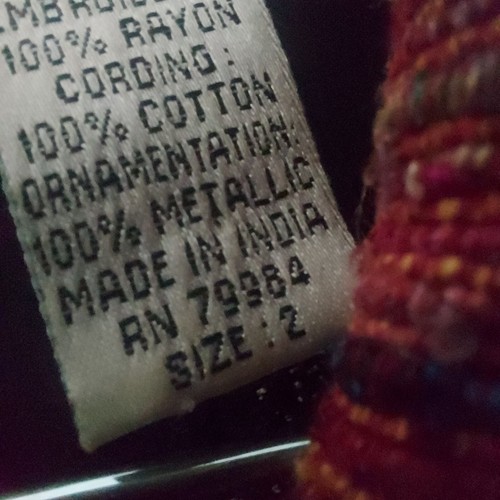 100% RAYON
CORDING:
100% COTTON
ORNAMENTATION:
100% METALLIC
MADE IN INDIA
RN 79984
SIZE: 2